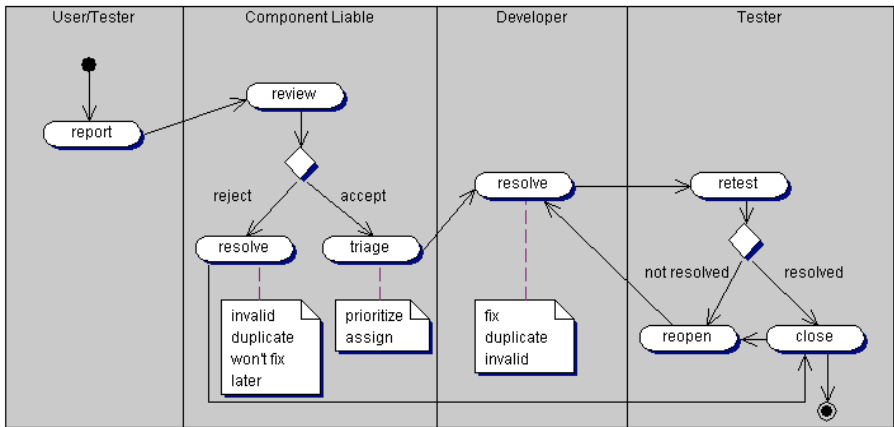 User/Tester
Component Liable
Developer
Tester
report
review
reject
accept
resolve
triage
invalid
duplicate
won't fix
later
prioritize
assign
resolve
fix
duplicate
invalid
retest
not resolved
resolved
reopen
close